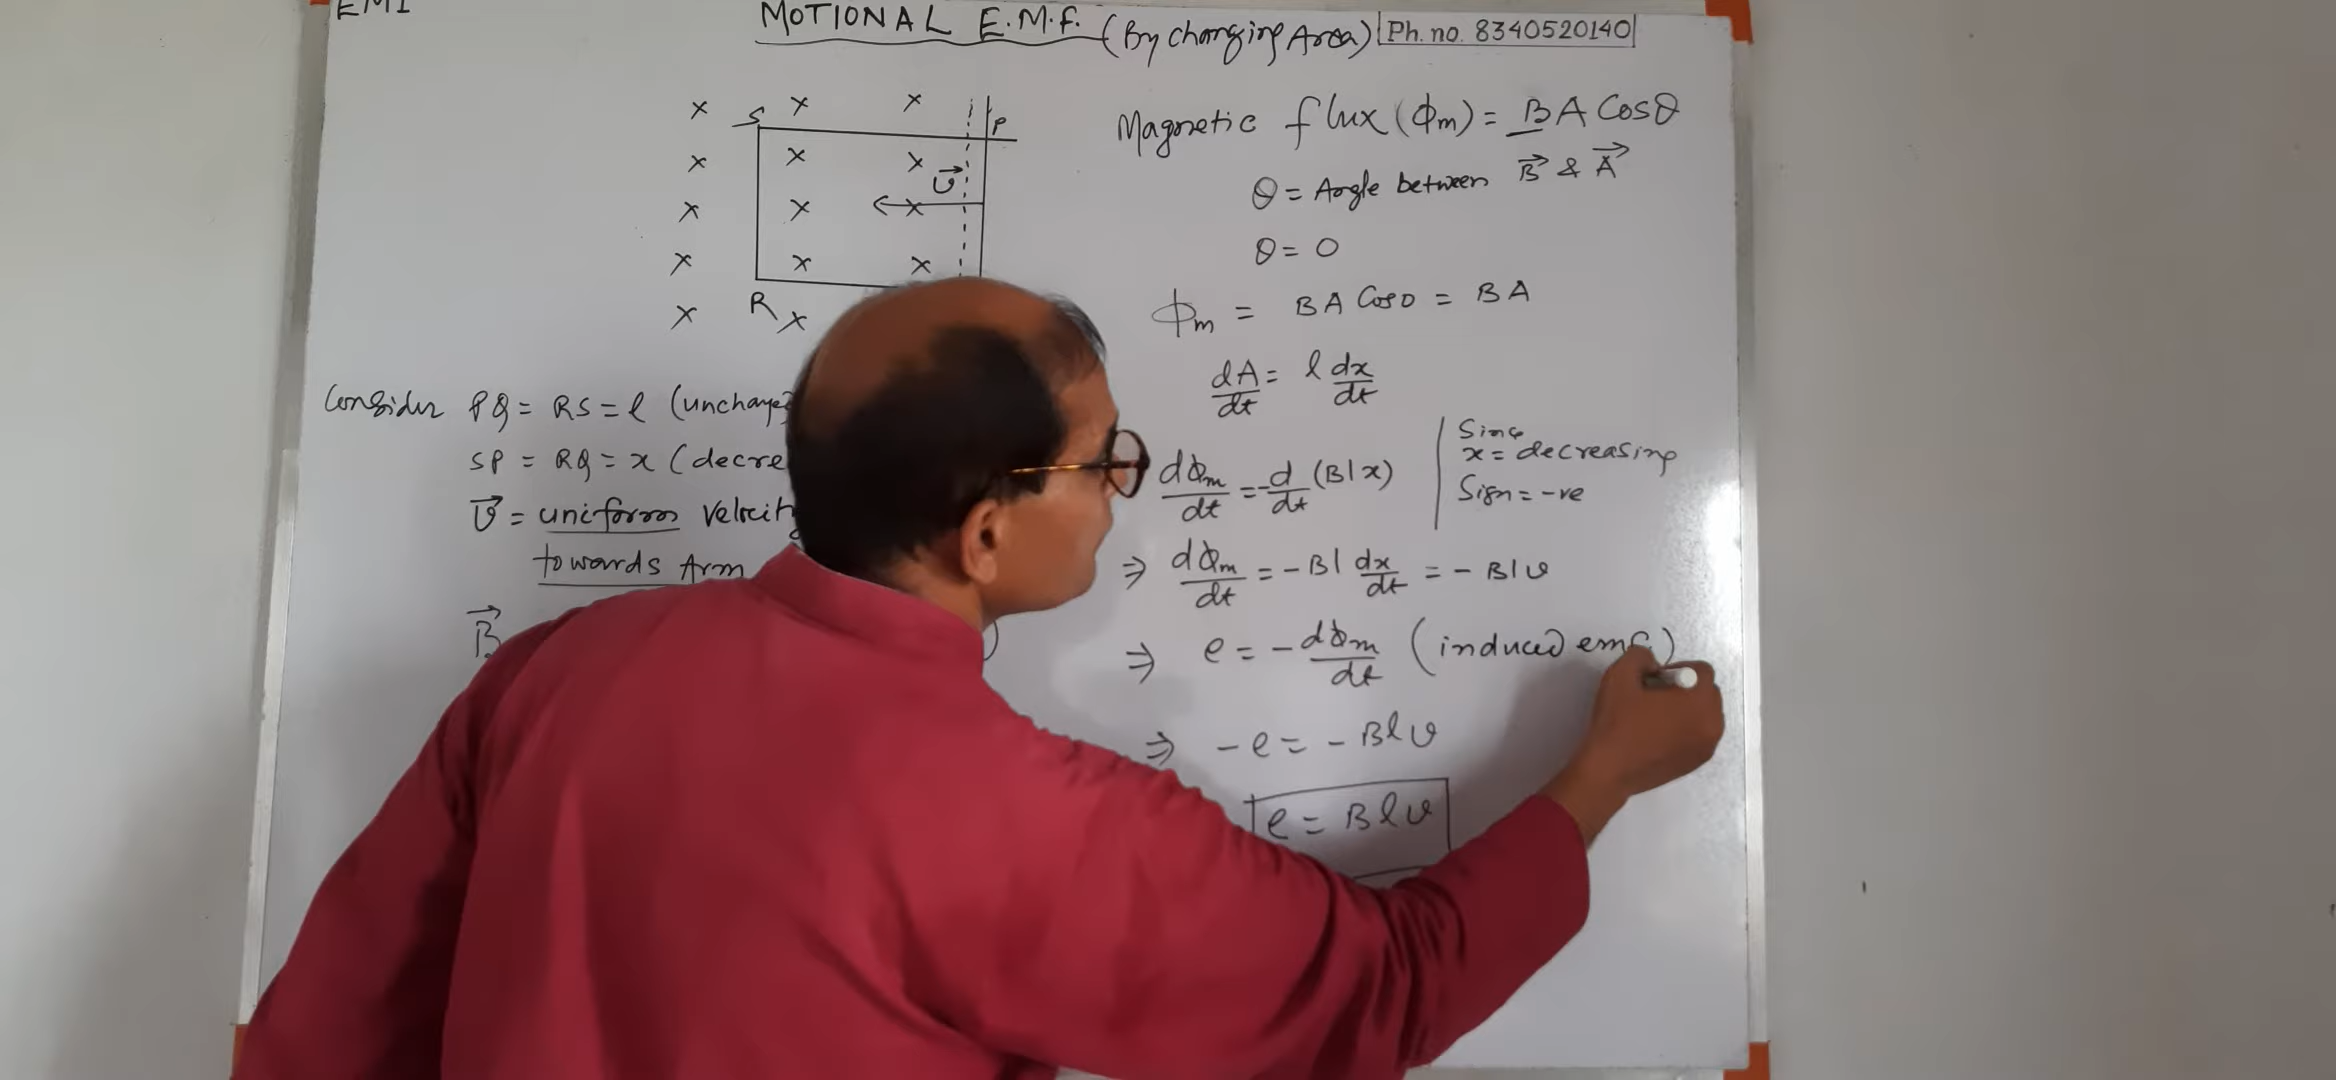 EMI
MOTIONAL E.M.F. (By changing Area)
Ph. no. 8340520140
x S x x P
x x x
v⃗
x x x
x x x
x R x
Consider PQ = RS = l (unchange
SP = RQ = x (decre
v⃗ = uniform velocity
towards Arm
B⃗
Magnetic flux (ϕm) = BA Cosθ
θ = Angle between B⃗ & A⃗
θ = 0
ϕm = BA Cos0 = BA
dA/dt = l dx/dt
dϕm/dt = -d/dt (Blx)
Since
x = decreasing
Sign = -ve
⇒ dϕm/dt = -Bl dx/dt = - Blv
⇒ e = - dϕm/dt (induced emf)
⇒ -e = - Blv
e = Blv